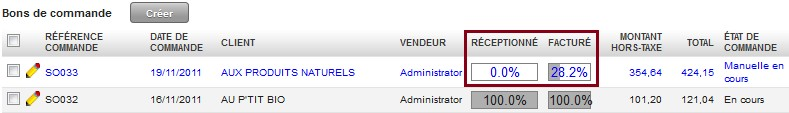 Bons de commande Créer
RÉFÉRENCE COMMANDE DATE DE COMMANDE CLIENT VENDEUR RÉCEPTIONNÉ FACTURÉ MONTANT HORS-TAXE TOTAL ÉTAT DE COMMANDE
SO033 19/11/2011 AUX PRODUITS NATURELS Administrator 0.0% 28.2% 354,64 424,15 Manuelle en cours
SO032 16/11/2011 AU P'TIT BIO Administrator 100.0% 100.0% 101,20 121,04 En cours